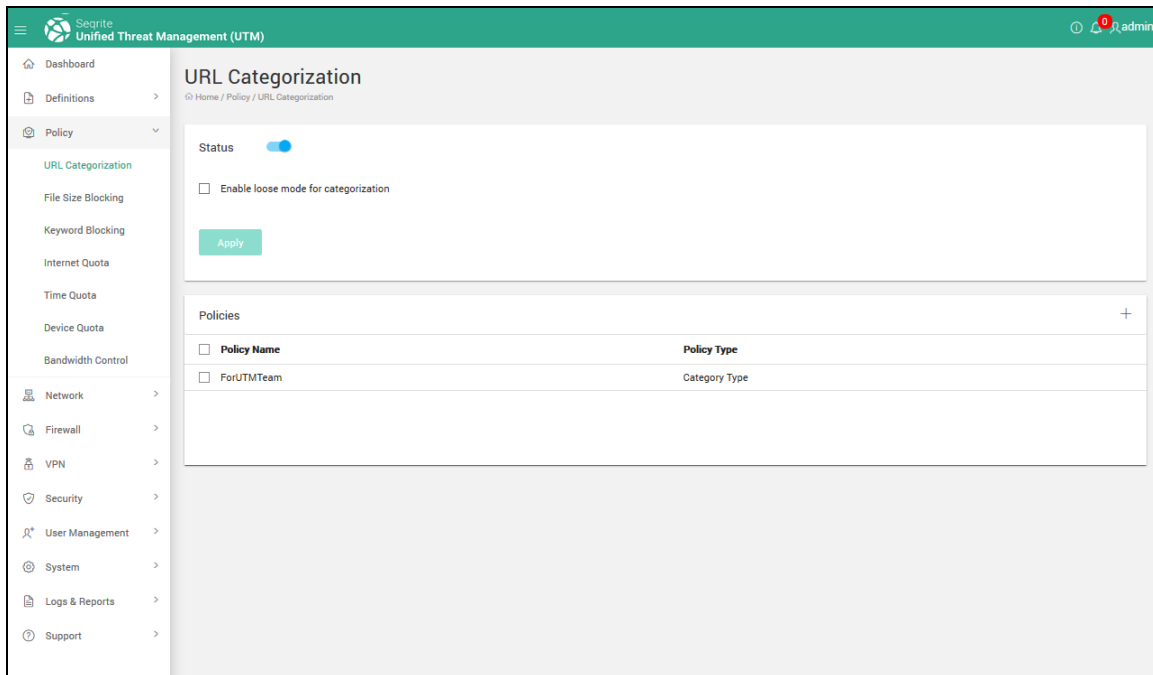 Seqrite
Unified Threat Management (UTM)
0
admin
Dashboard
Definitions
Policy
URL Categorization
File Size Blocking
Keyword Blocking
Internet Quota
Time Quota
Device Quota
Bandwidth Control
Network
Firewall
VPN
Security
User Management
System
Logs & Reports
Support
URL Categorization
Home / Policy / URL Categorization
Status
Enable loose mode for categorization
Apply
Policies
Policy Name Policy Type
ForUTMTeam Category Type